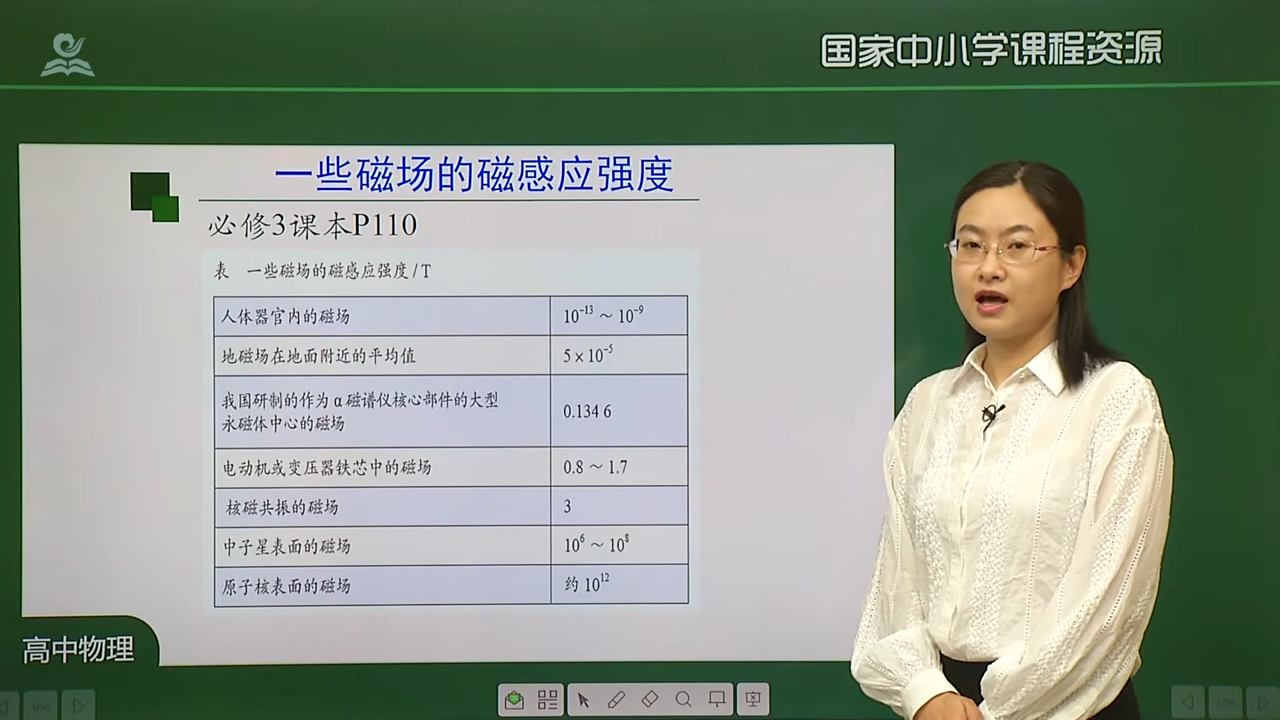 国家中小学课程资源
一些磁场的磁感应强度
必修3课本P110
表 一些磁场的磁感应强度/T
人体器官内的磁场 10⁻¹³～10⁻⁹
地磁场在地面附近的平均值 5×10⁻⁵
我国研制的作为α磁谱仪核心部件的大型
永磁体中心的磁场 0.134 6
电动机或变压器铁芯中的磁场 0.8～1.7
核磁共振的磁场 3
中子星表面的磁场 10⁶～10⁸
原子核表面的磁场 约10¹²
高中物理